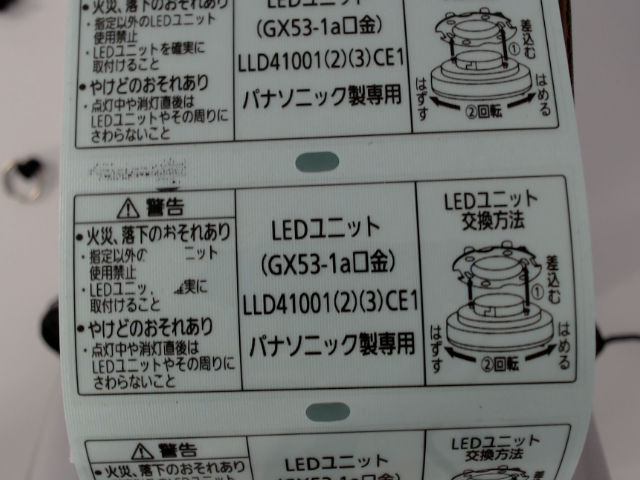 ・火災、落下のおそれあり
・指定以外のLEDユニット
使用禁止
・LEDユニットを確実に
取付けること
・やけどのおそれあり
・点灯中や消灯直後は
LEDユニットやその周りに
さわらないこと
LEDユニット
(GX53-1a口金)
LLD41001(2)(3)CE1
パナソニック製専用
差込む
①
はずす
②回転
はめる
警告
・火災、落下のおそれあり
・指定以外の ニット
使用禁止
・LEDユニ 実に
取付けること
・やけどのおそれあり
・点灯中や消灯直後は
LEDユニットやその周りに
さわらないこと
LEDユニット
(GX53-1a口金)
LLD41001(2)(3)CE1
パナソニック製専用
LEDユニット
交換方法
差込む
①
はずす
②回転
はめる
警告
・火災、落下のおそれあり
LEDユニット
(GX53-1a口金)
LEDユニット
交換方法